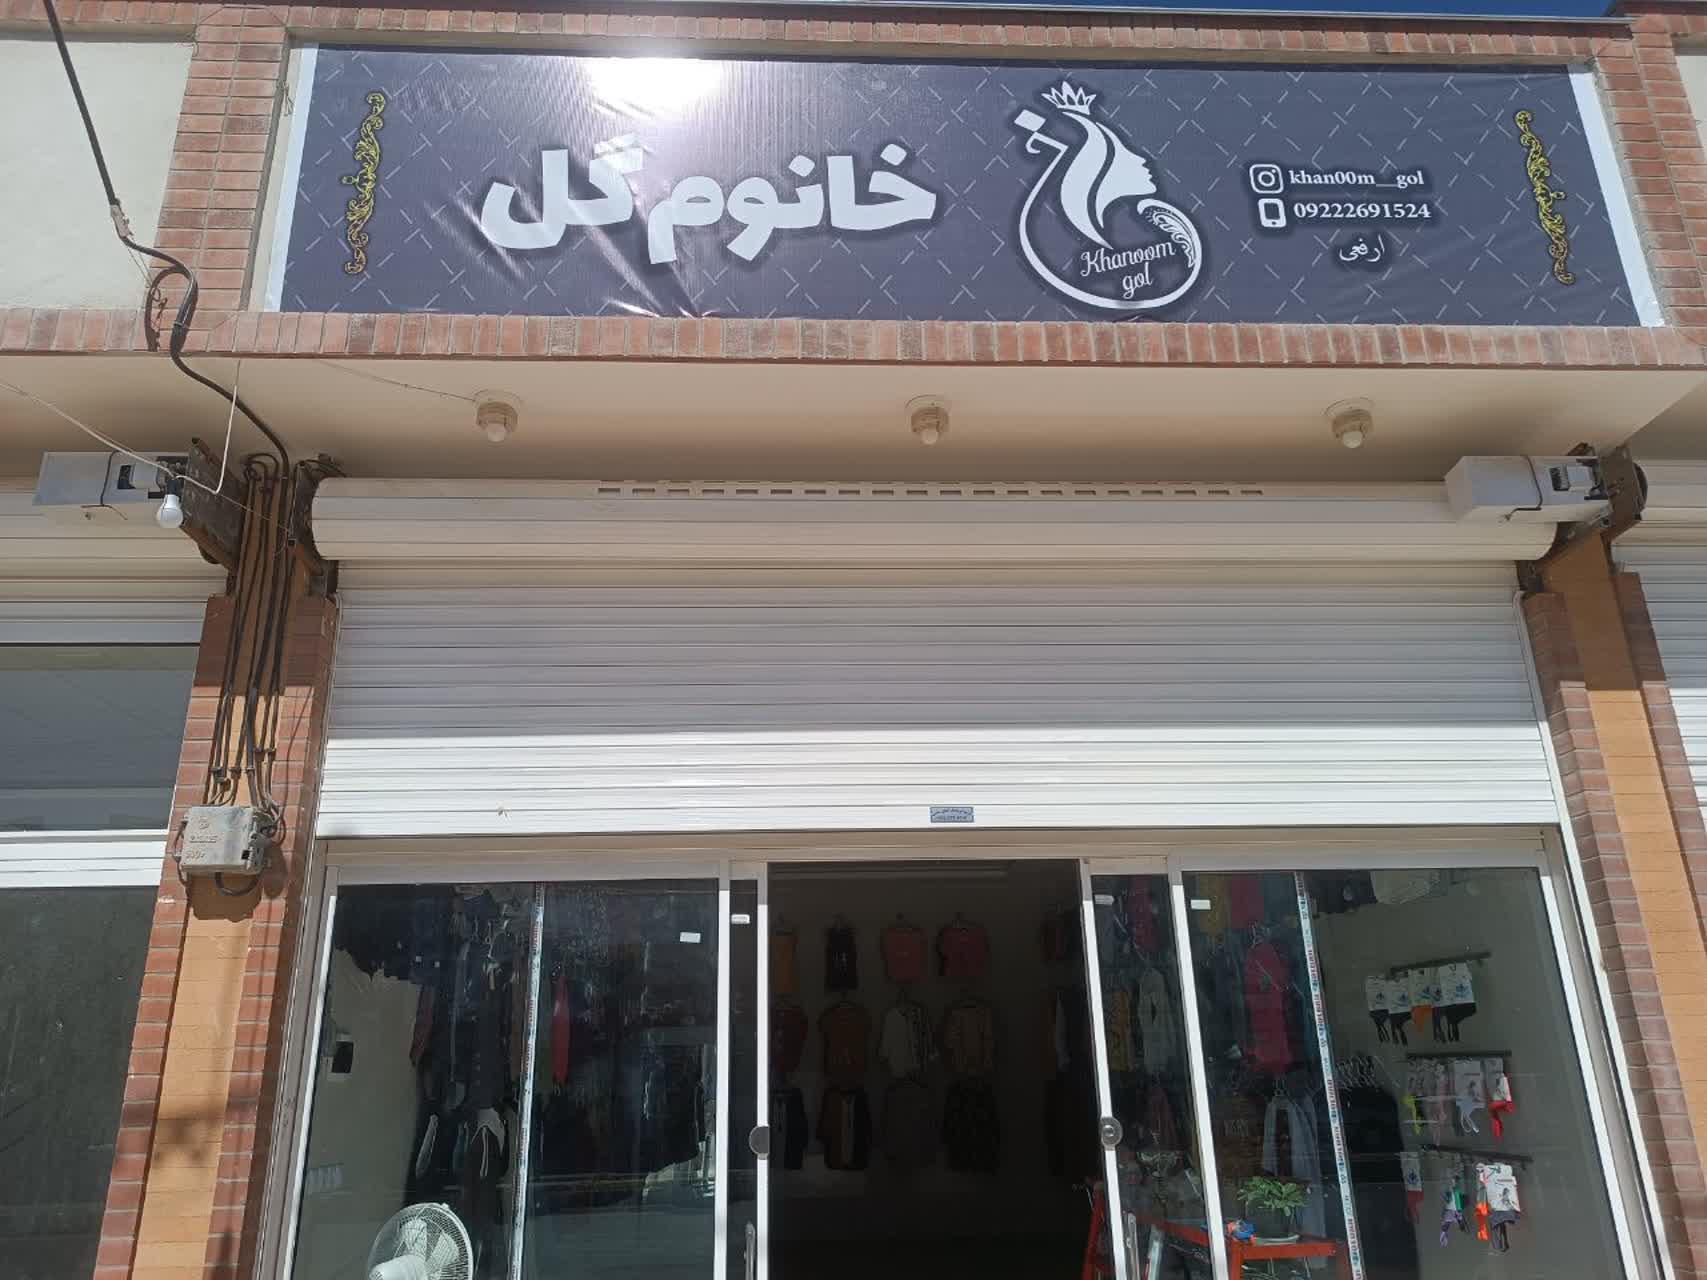 خانوم گل
Khanoom
gol
khan00m__gol
09222691524
ارفعی